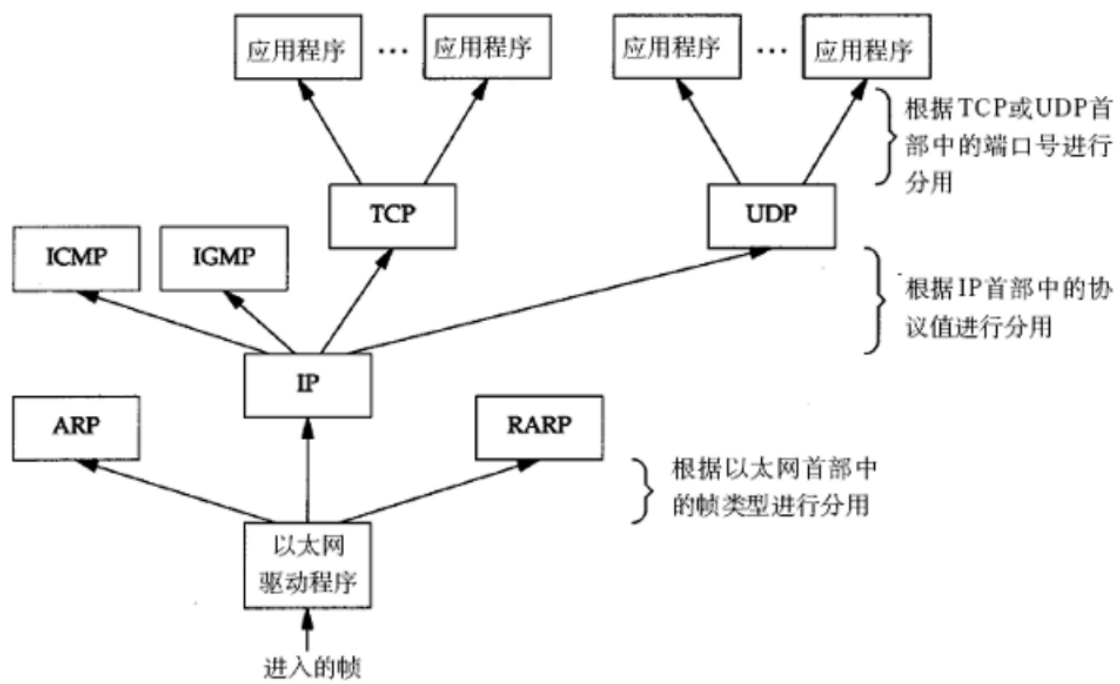 应用程序 … 应用程序
应用程序 … 应用程序
根据TCP或UDP首
部中的端口号进行
分用
TCP
UDP
ICMP
IGMP
根据IP首部中的协
议值进行分用
IP
ARP
RARP
根据以太网首部中
的帧类型进行分用
以太网
驱动程序
进入的帧